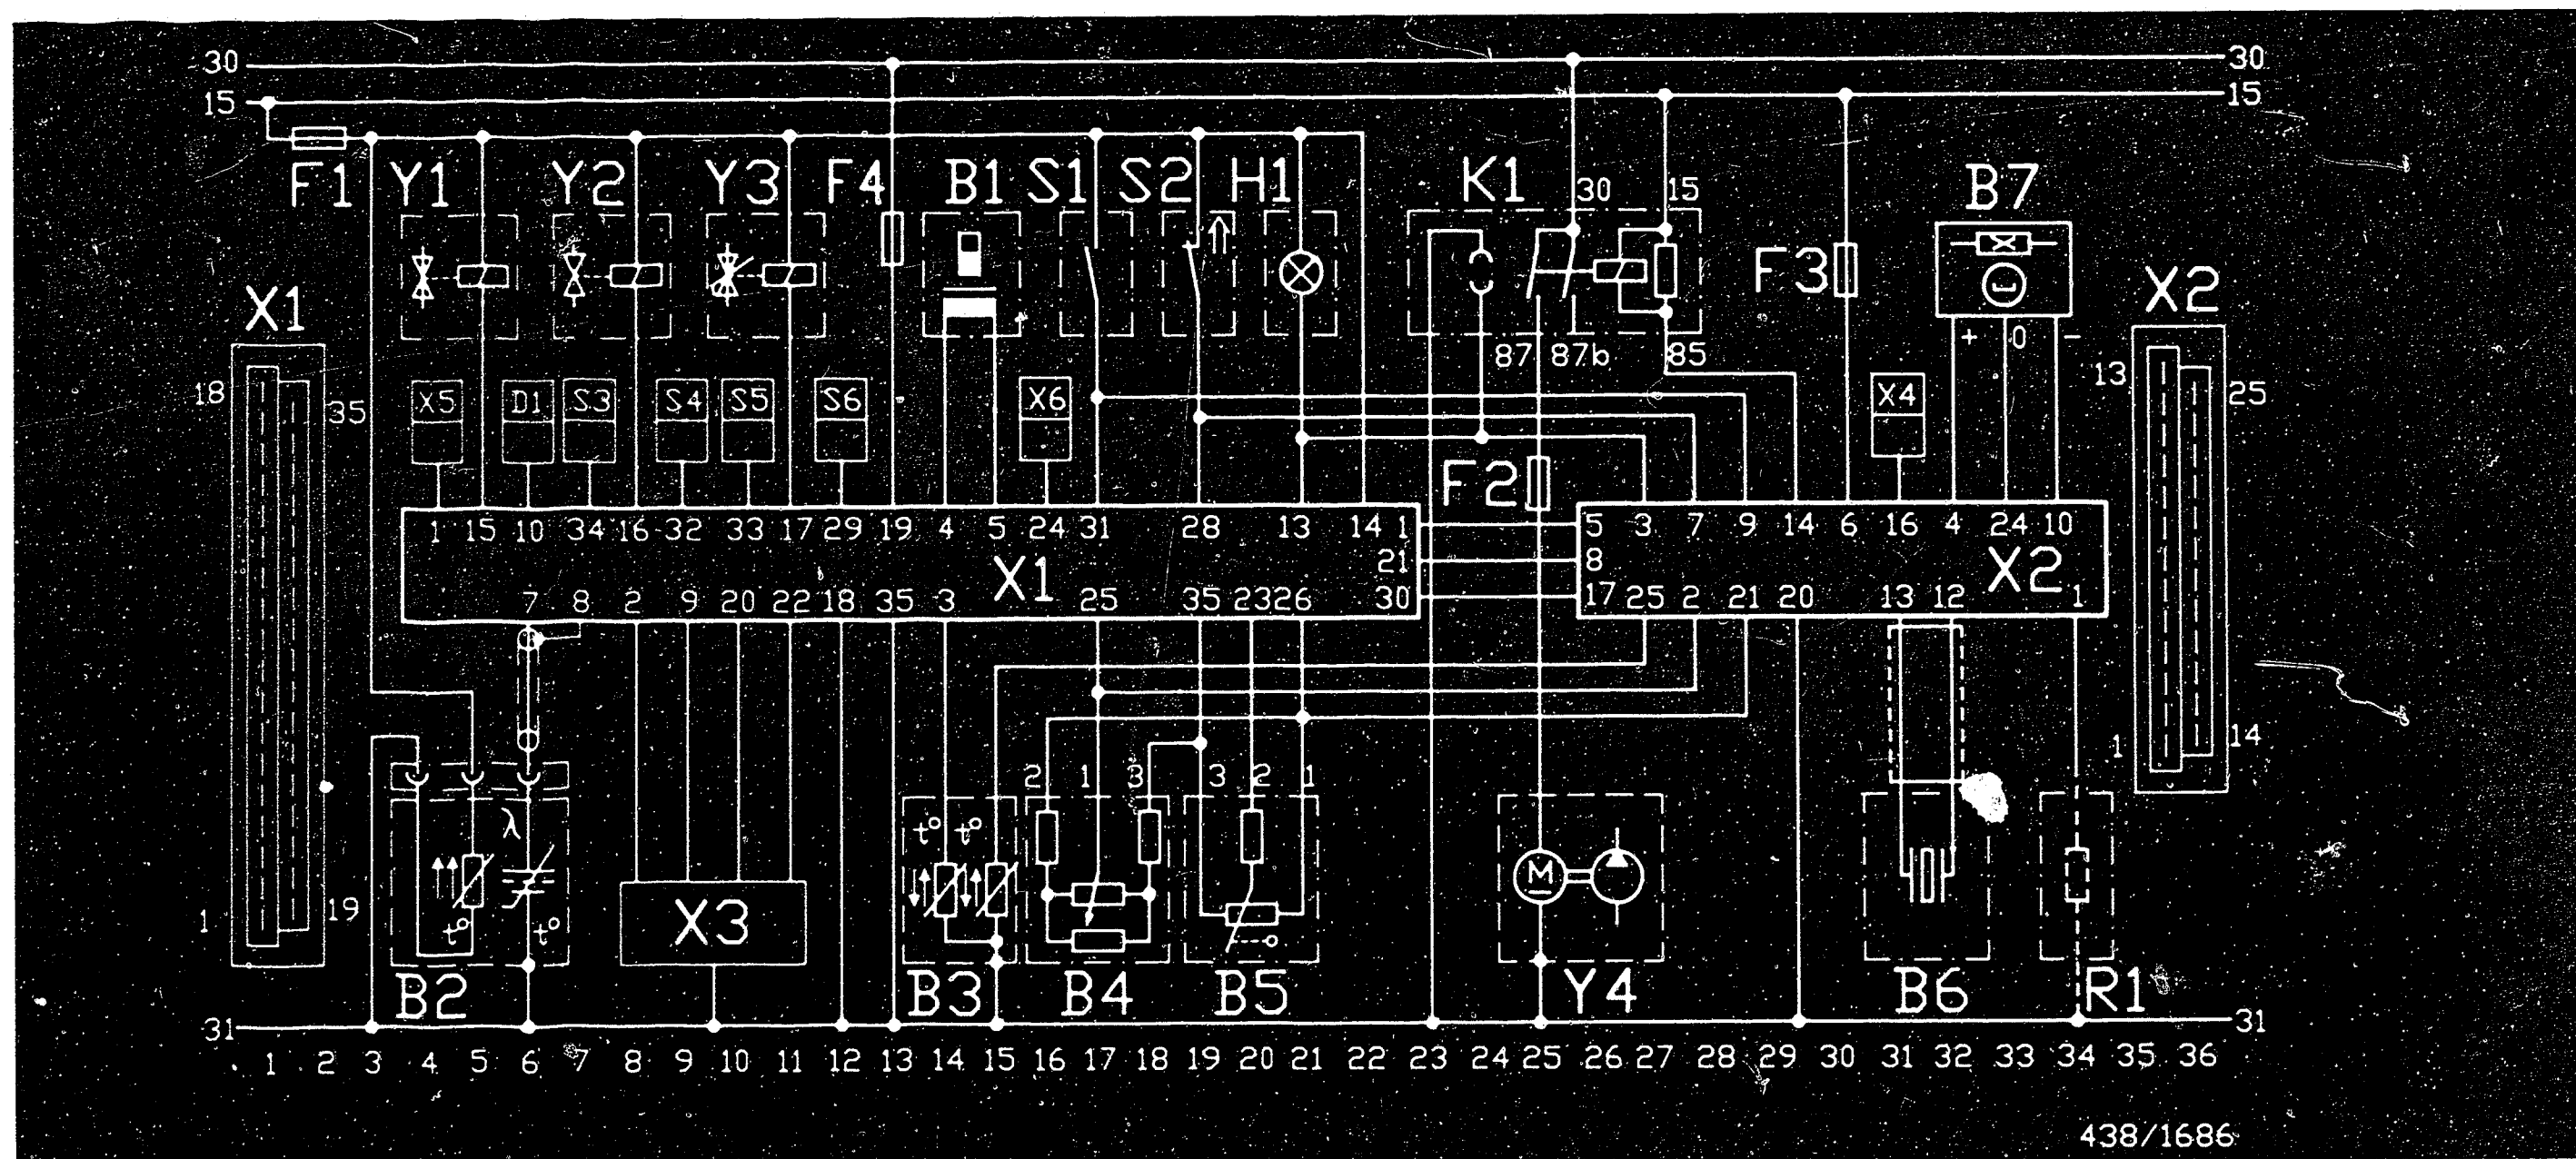 30 30
15 15
F1 Y1 Y2 Y3 F4 B1 S1 S2 H1 K1 30 15 F3 B7
X1 X2
+ 0 -
87 87b 85
18 35 X5 D1 S3 S4 S5 S6 X6 X4 13 25
F2
1 15 10 34 16 32 33 17 29 19 4 5 24 31 28 13 14 1 5 3 7 9 14 6 16 4 24 10
21 8
X1 X2
7 8 2 9 20 22 18 35 3 25 35 23 26 30 17 25 2 21 20 13 12 1
1 14
2 1 3 3 2 1
λ t° t°
M
1 19 X3
t° t°
B2 B3 B4 B5 Y4 B6 R1
31 31
1 2 3 4 5 6 7 8 9 10 11 12 13 14 15 16 17 18 19 20 21 22 23 24 25 26 27 28 29 30 31 32 33 34 35 36
438/1686